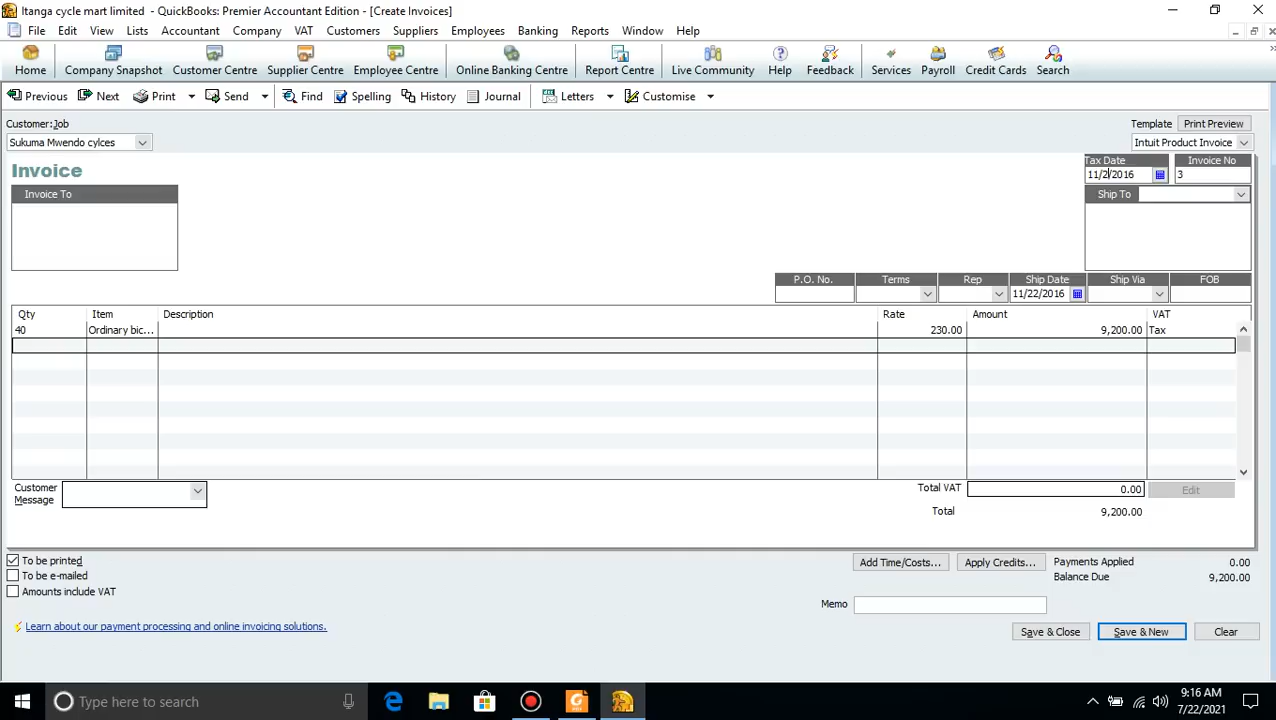 Itanga cycle mart limited - QuickBooks: Premier Accountant Edition - [Create Invoices]
File Edit View Lists Accountant Company VAT Customers Suppliers Employees Banking Reports Window Help
Home Company Snapshot Customer Centre Supplier Centre Employee Centre Online Banking Centre Report Centre Live Community Help Feedback Services Payroll Credit Cards Search
Previous Next Print Send Find Spelling History Journal Letters Customise
Customer:Job Template Print Preview
Sukuma Mwendo cylces Intuit Product Invoice
Invoice Tax Date Invoice No
11/2/2016 3
Invoice To Ship To
P.O. No. Terms Rep Ship Date Ship Via FOB
11/22/2016
Qty Item Description Rate Amount VAT
40 Ordinary bic... 230.00 9,200.00 Tax
Customer Message Total VAT 0.00 Edit
Total 9,200.00
To be printed Add Time/Costs... Apply Credits... Payments Applied 0.00
To be e-mailed Balance Due 9,200.00
Amounts include VAT
Memo
Learn about our payment processing and online invoicing solutions.
Save & Close Save & New Clear
Type here to search 9:16 AM
7/22/2021